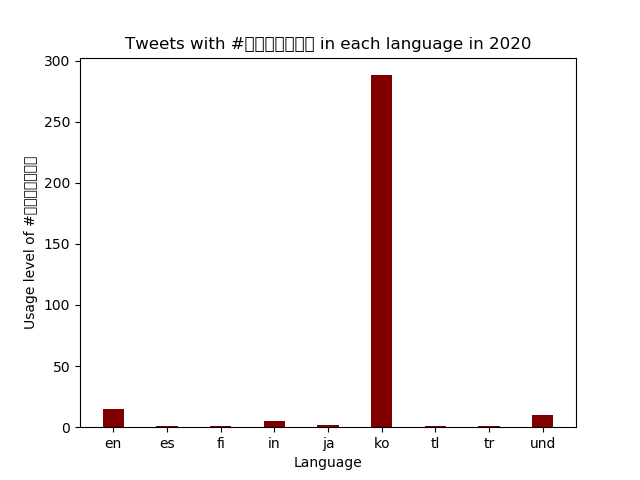 Tweets with #▯▯▯▯▯▯▯ in each language in 2020
Usage level of #▯▯▯▯▯▯▯
300
250
200
150
100
50
0
en es fi in ja ko tl tr und
Language